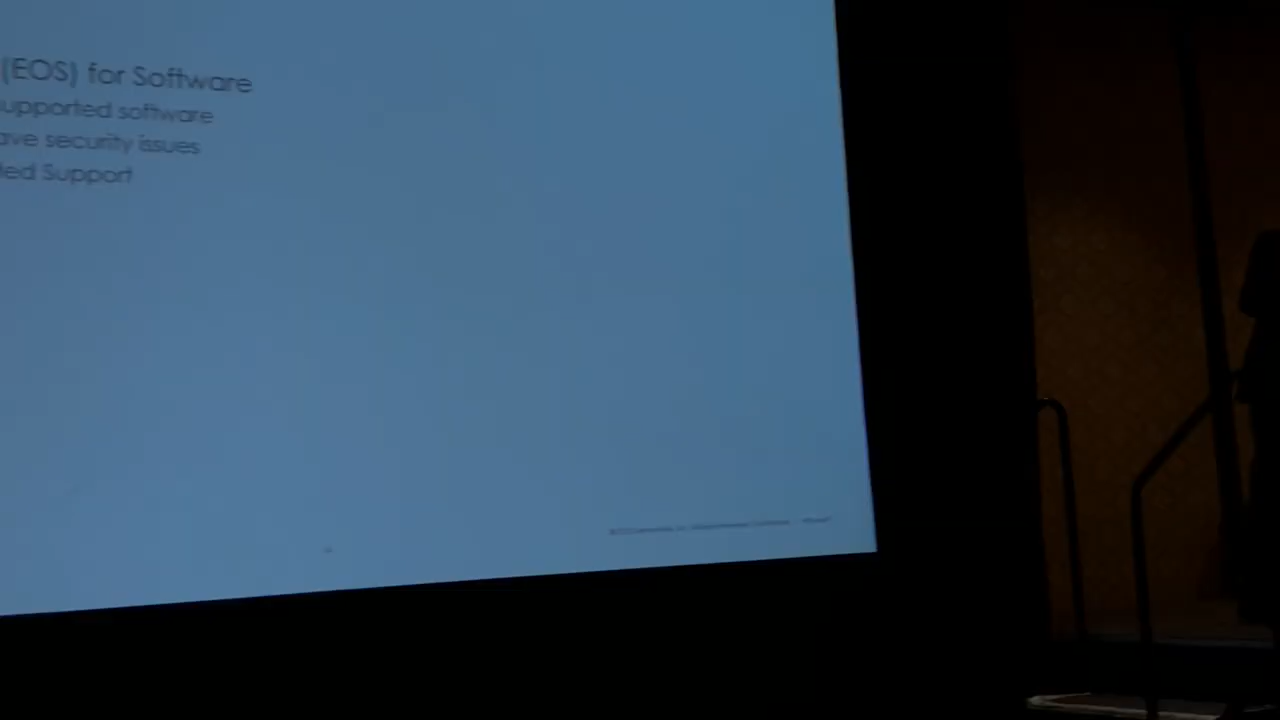 (EOS) for Software
upported software
ave security issues
ded Support